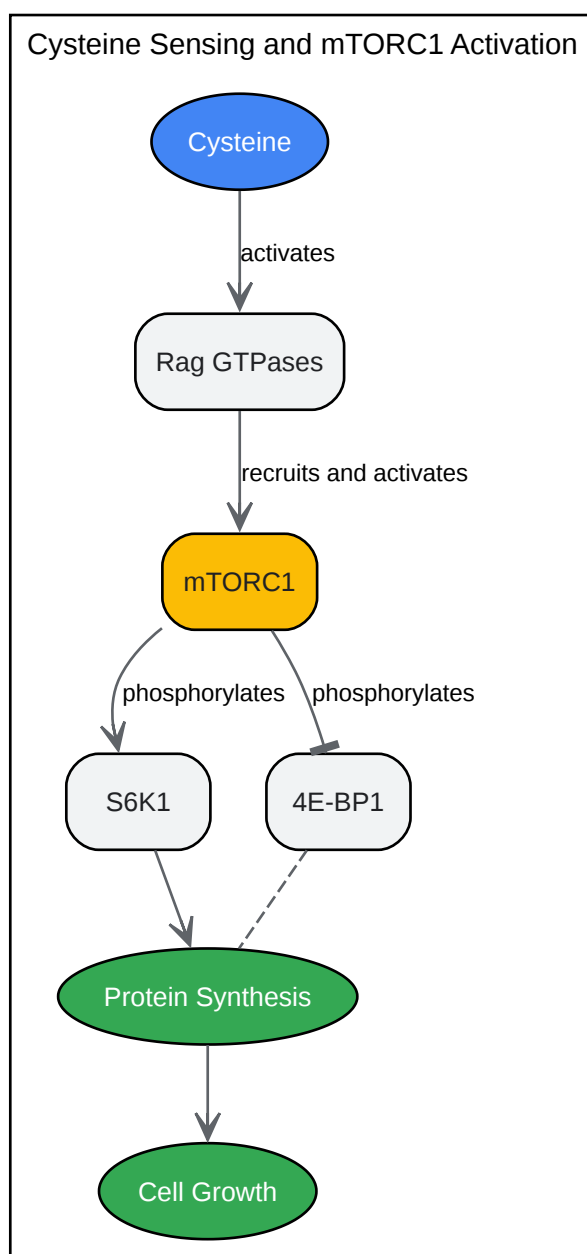 Cysteine Sensing and mTORC1 Activation
Cysteine
activates
Rag GTPases
recruits and activates
mTORC1
phosphorylates phosphorylates
S6K1 4E-BP1
Protein Synthesis
Cell Growth